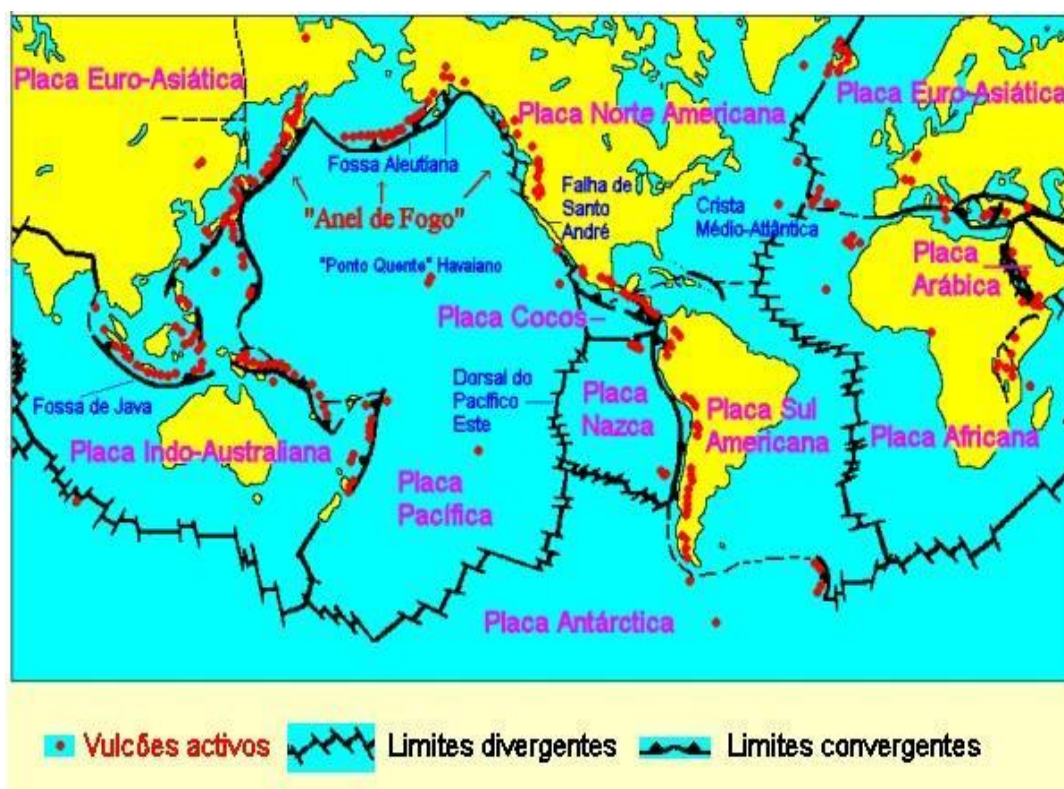 Placa Euro-Asiática
Placa Norte Americana
Placa Euro-Asiática
Fossa Aleutiana
"Anel de Fogo"
Falha de
Santo
André
Crista
Médio-Atlântica
"Ponto Quente" Havaiano
Placa
Arábica
Placa Cocos
Fossa de Java
Dorsal do
Pacífico
Este
Placa
Nazca
Placa Sul
Americana
Placa Africana
Placa Indo-Australiana
Placa
Pacífica
Placa Antárctica
Vulcões activos
Limites divergentes
Limites convergentes